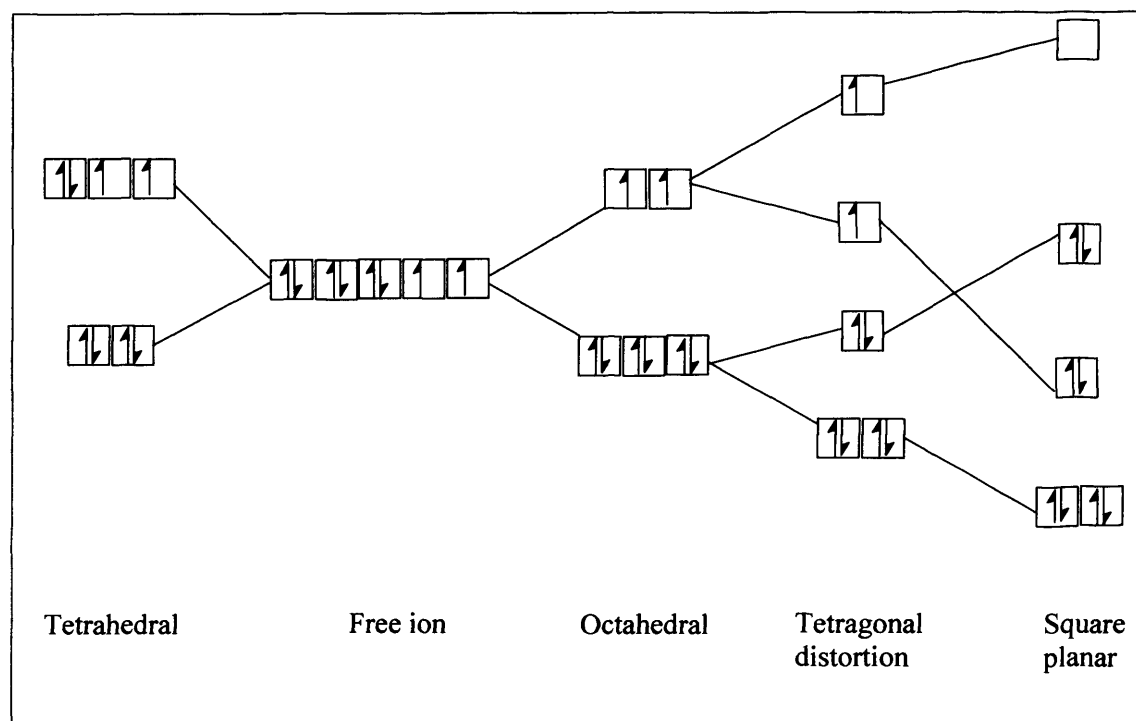 Tetrahedral
Free ion
Octahedral
Tetragonal
distortion
Square
planar